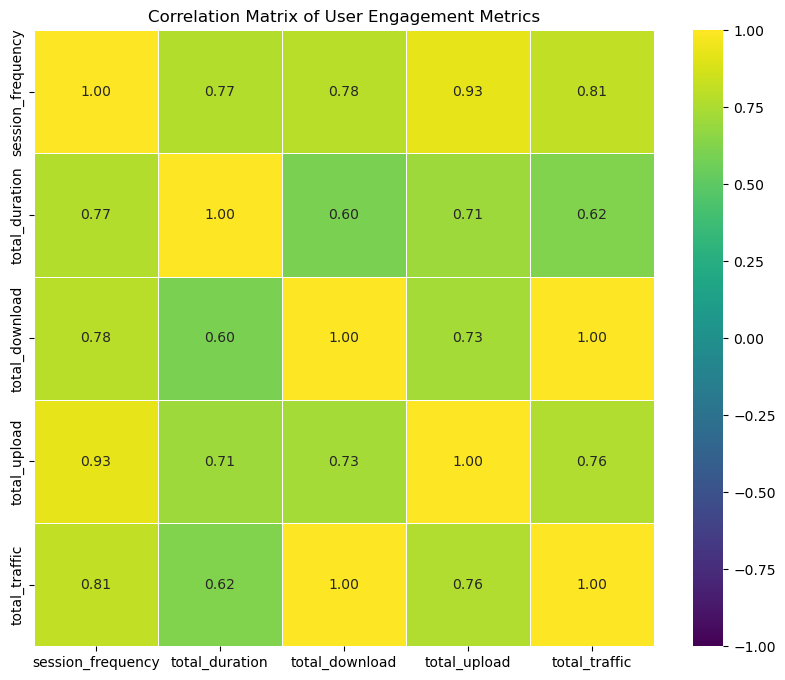 Correlation Matrix of User Engagement Metrics
session_frequency
1.00 0.77 0.78 0.93 0.81
total_duration
0.77 1.00 0.60 0.71 0.62
total_download
0.78 0.60 1.00 0.73 1.00
total_upload
0.93 0.71 0.73 1.00 0.76
total_traffic
0.81 0.62 1.00 0.76 1.00
session_frequency total_duration total_download total_upload total_traffic
1.00
0.75
0.50
0.25
0.00
−0.25
−0.50
−0.75
−1.00